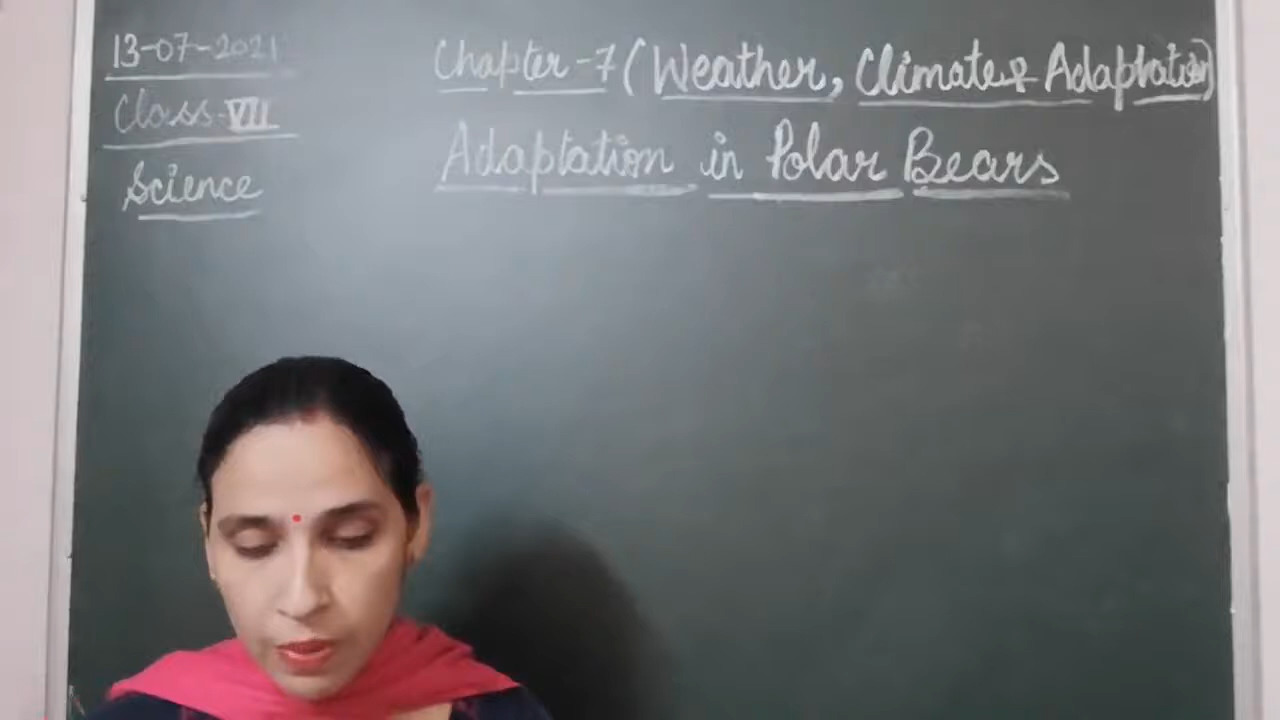 13-07-2021
Chapter-7 (Weather, Climate & Adaptation)
Class-VII
Adaptation in Polar Bears
Science